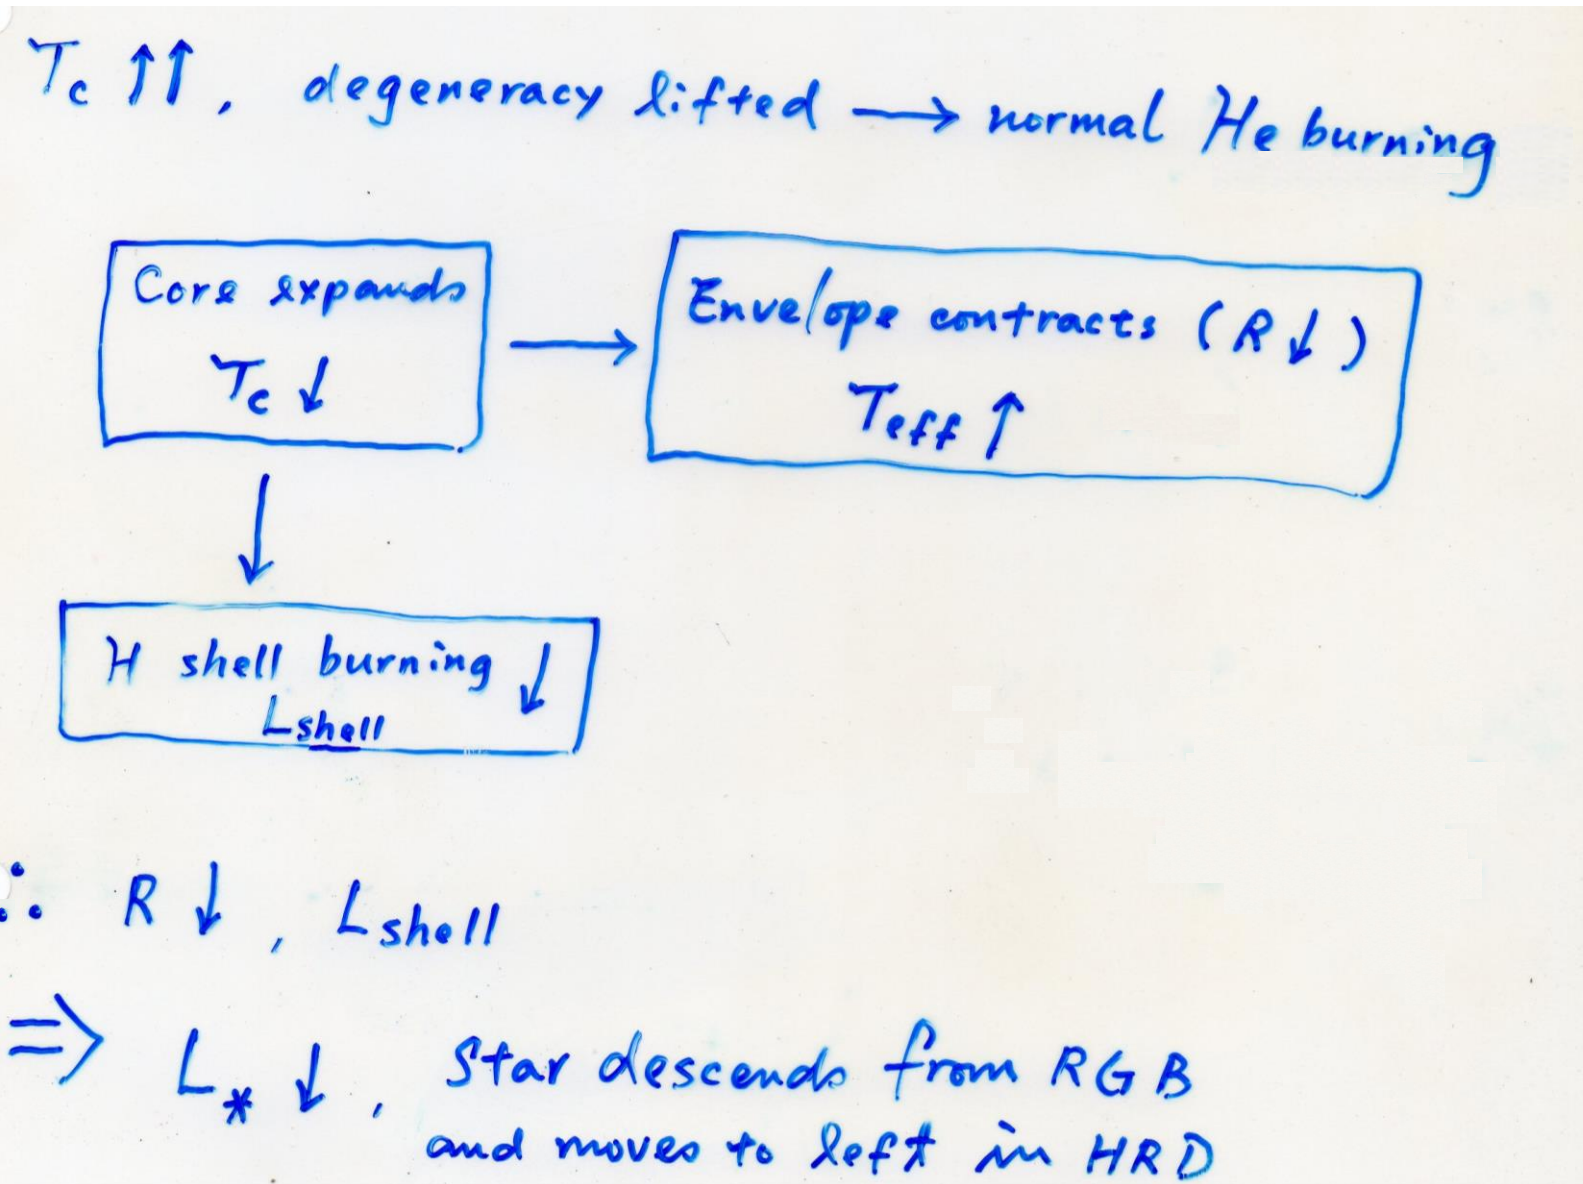 Tc ↑↑, degeneracy lifted → normal He burning
Core expands
Tc ↓
→
Envelope contracts (R ↓)
Teff ↑
↓
H shell burning ↓
Lshell
∴ R ↓, Lshell
⇒ L* ↓, Star descends from RGB
and moves to left in HRD